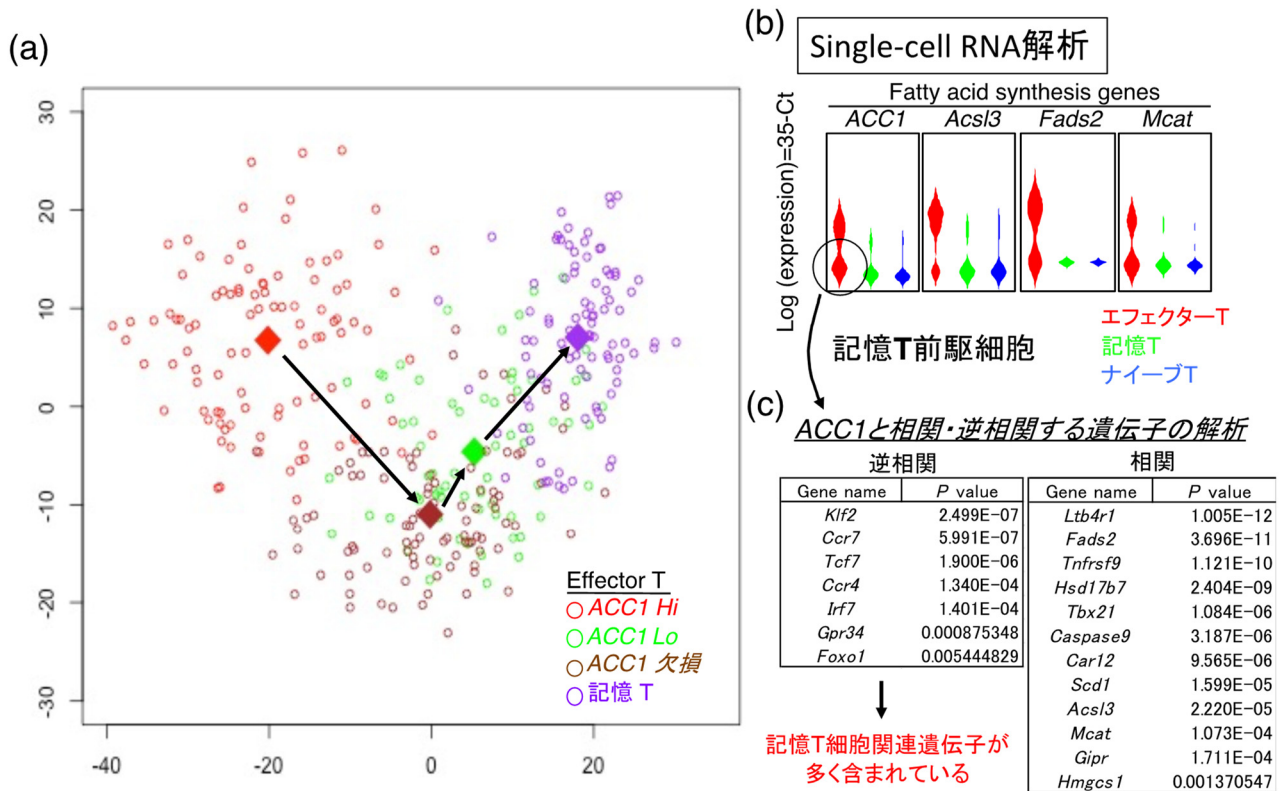 (a)
30
20
10
0
-10
-20
-30
-40
-20
0
20
Effector T
ACC1 Hi
ACC1 Lo
ACC1 欠損
記憶 T
(b)
Single-cell RNA解析
Fatty acid synthesis genes
ACC1 Acsl3 Fads2 Mcat
Log (expression)=35-Ct
エフェクターT
記憶T
ナイーブT
記憶T前駆細胞
(c)
ACC1と相関・逆相関する遺伝子の解析
逆相関
Gene name P value
Klf2 2.499E-07
Ccr7 5.991E-07
Tcf7 1.900E-06
Ccr4 1.340E-04
Irf7 1.401E-04
Gpr34 0.000875348
Foxo1 0.005444829
記憶T細胞関連遺伝子が
多く含まれている
相関
Gene name P value
Ltb4r1 1.005E-12
Fads2 3.696E-11
Tnfrsf9 1.121E-10
Hsd17b7 2.404E-09
Tbx21 1.084E-06
Caspase9 3.187E-06
Car12 9.565E-06
Scd1 1.599E-05
Acsl3 2.220E-05
Mcat 1.073E-04
Gipr 1.711E-04
Hmgcs1 0.001370547